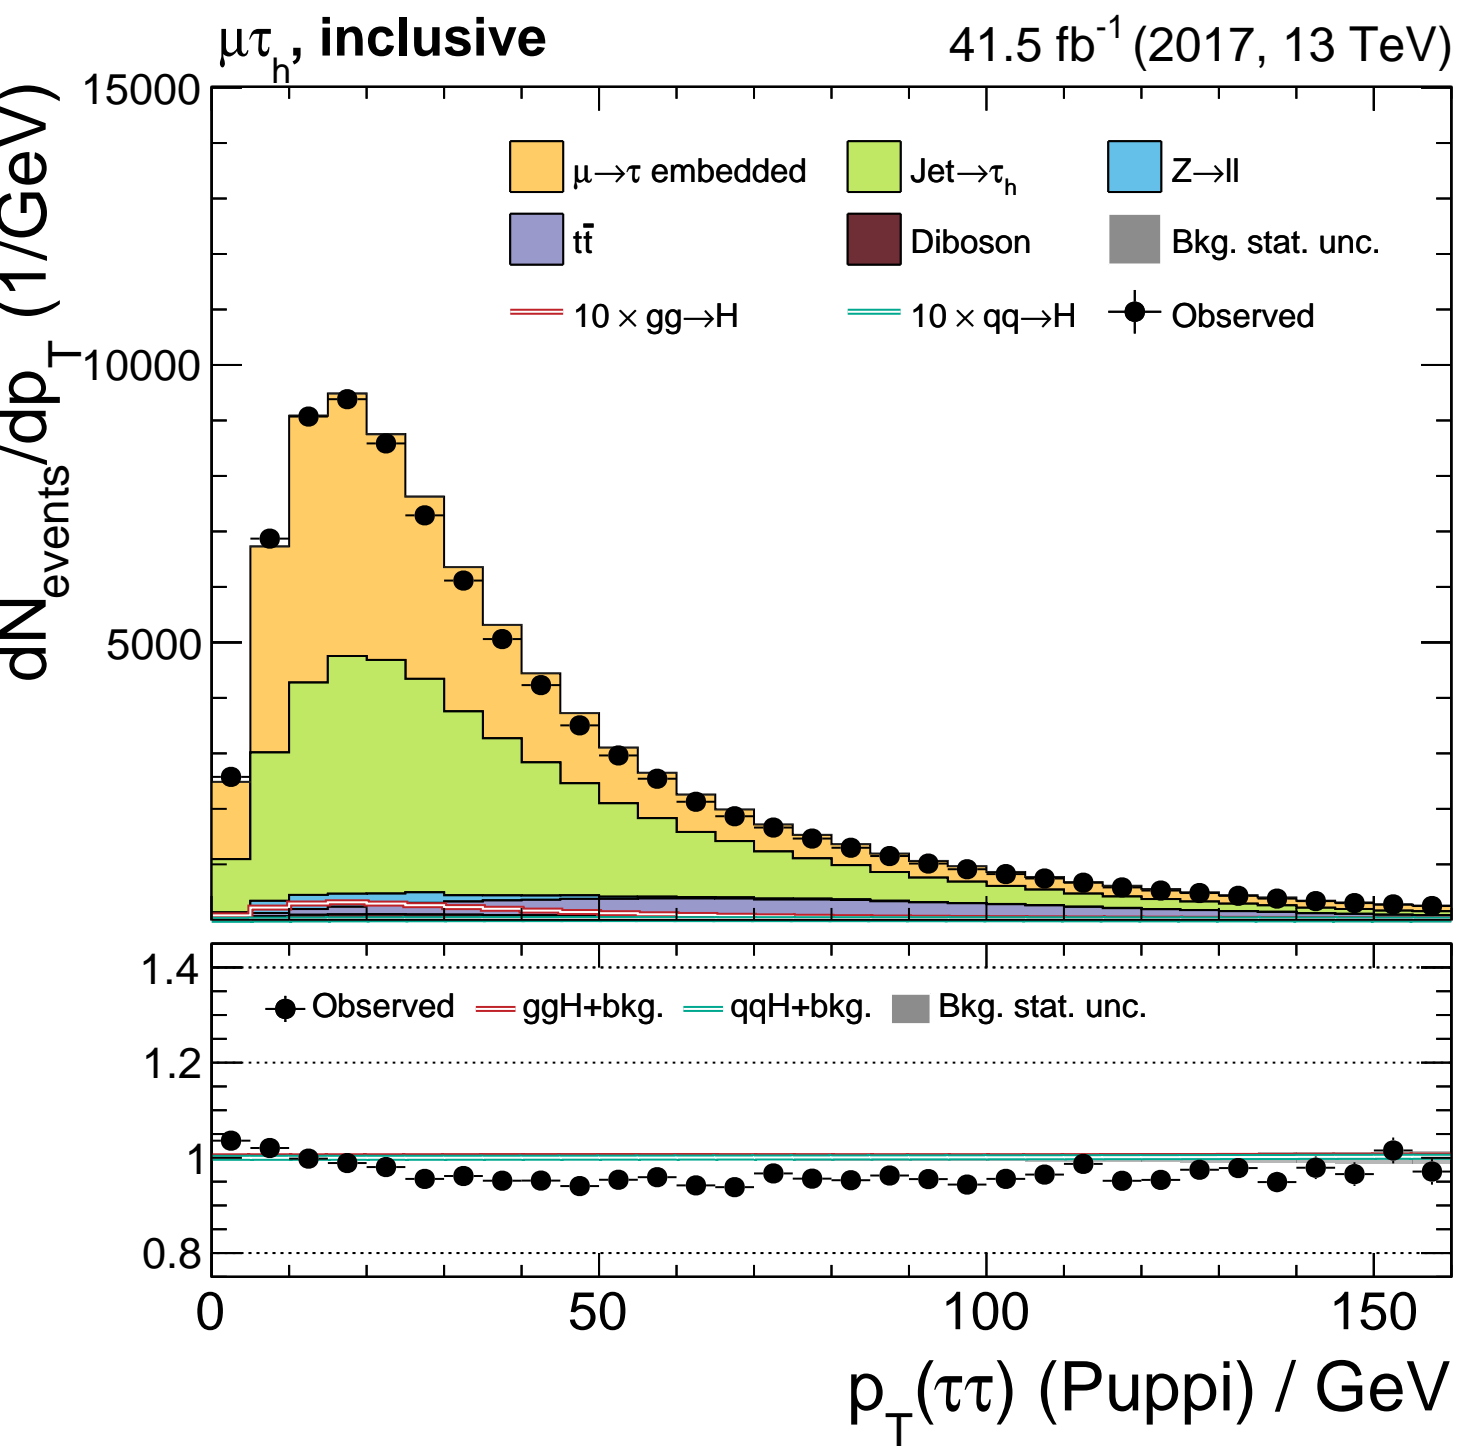 μτh, inclusive
41.5 fb-1 (2017, 13 TeV)
dNevents/dpT (1/GeV)
15000
10000
5000
μ→τ embedded
Jet→τh
Z→ll
tt̄
Diboson
Bkg. stat. unc.
10 × gg→H
10 × qq→H
Observed
1.4
1.2
1
0.8
Observed
ggH+bkg.
qqH+bkg.
Bkg. stat. unc.
0
50
100
150
pT(ττ) (Puppi) / GeV